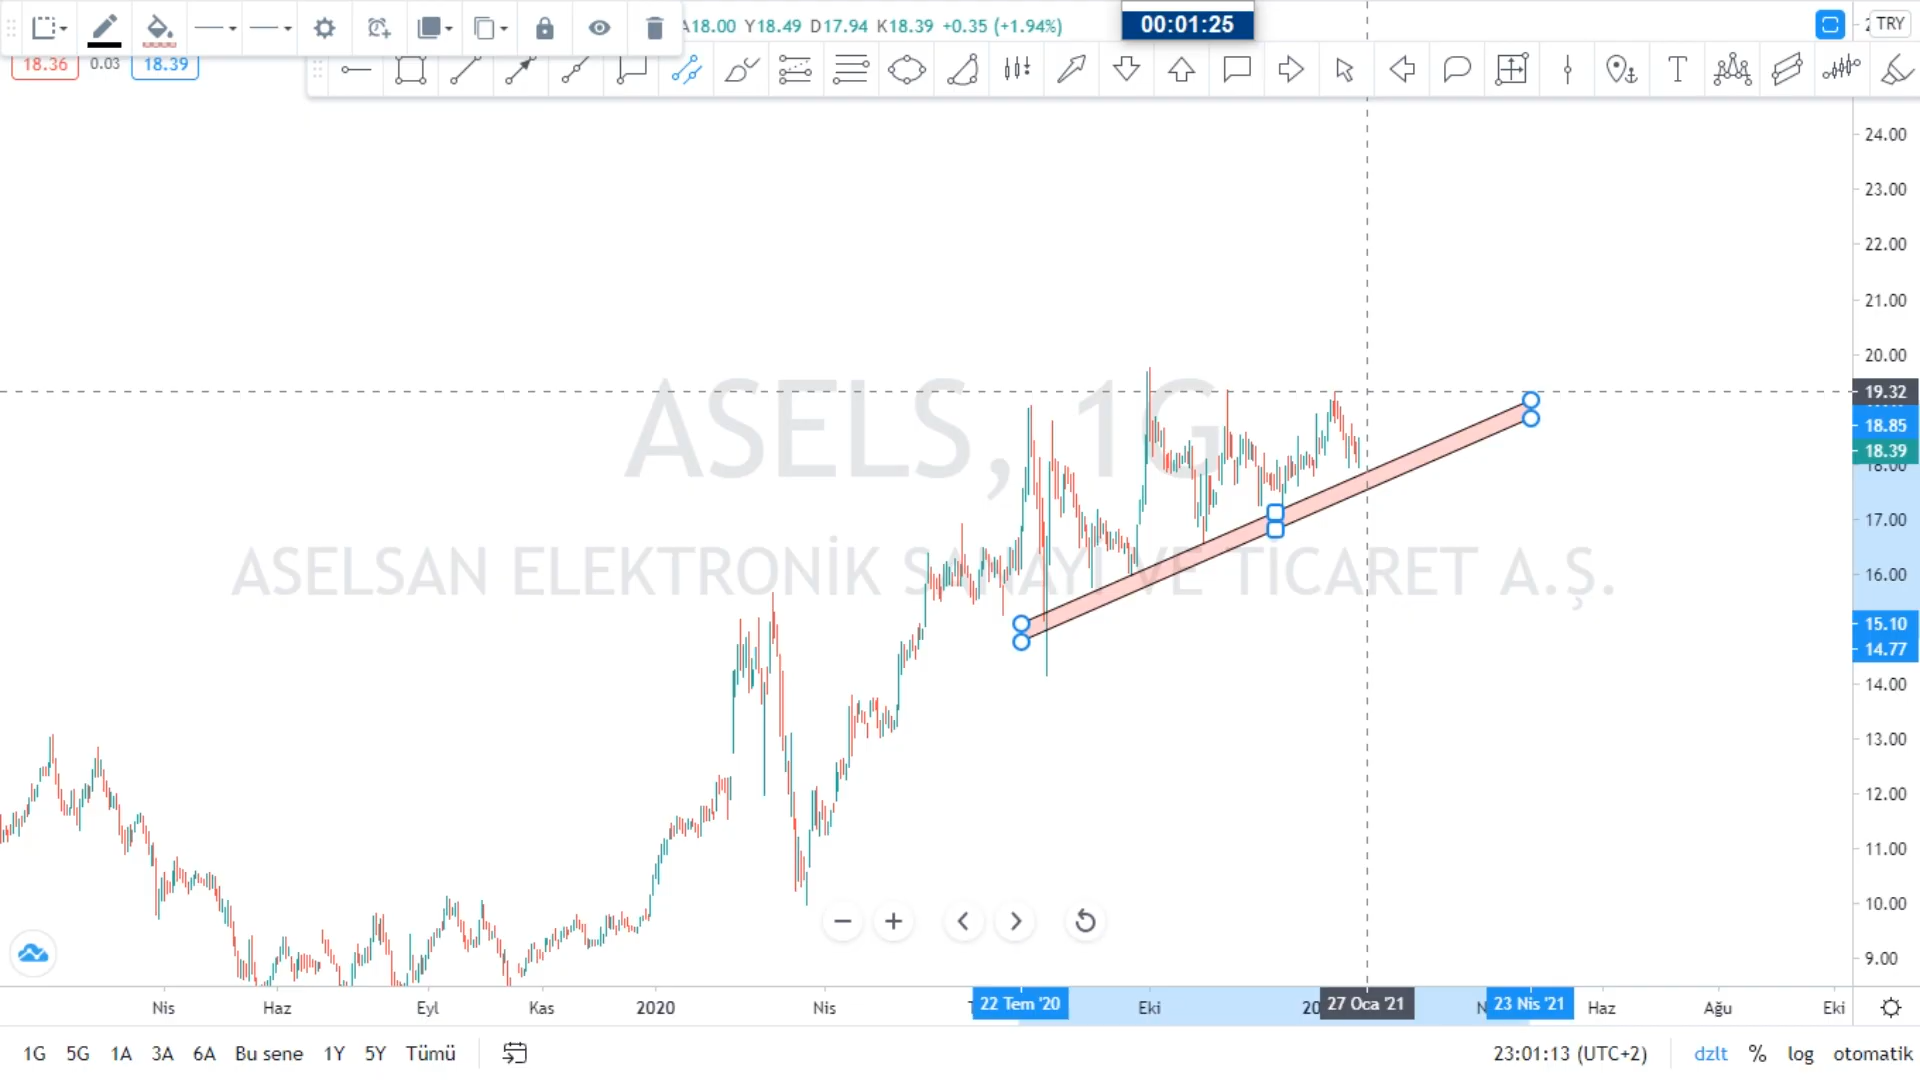 A18.00 Y18.49 D17.94 K18.39 +0.35 (+1.94%)
00:01:25
TRY
18.36 0.03 18.39
24.00
23.00
22.00
21.00
20.00
19.32
18.85
18.39
18.00
17.00
16.00
15.10
14.77
14.00
13.00
12.00
11.00
10.00
9.00
ASELS, 1G
ASELSAN ELEKTRONİK SANAYİ VE TİCARET A.Ş.
Nis Haz Eyl Kas 2020 Nis 22 Tem '20 Eki 27 Oca '21 23 Nis '21 Haz Ağu Eki
1G 5G 1A 3A 6A Bu sene 1Y 5Y Tümü 23:01:13 (UTC+2) dzlt % log otomatik